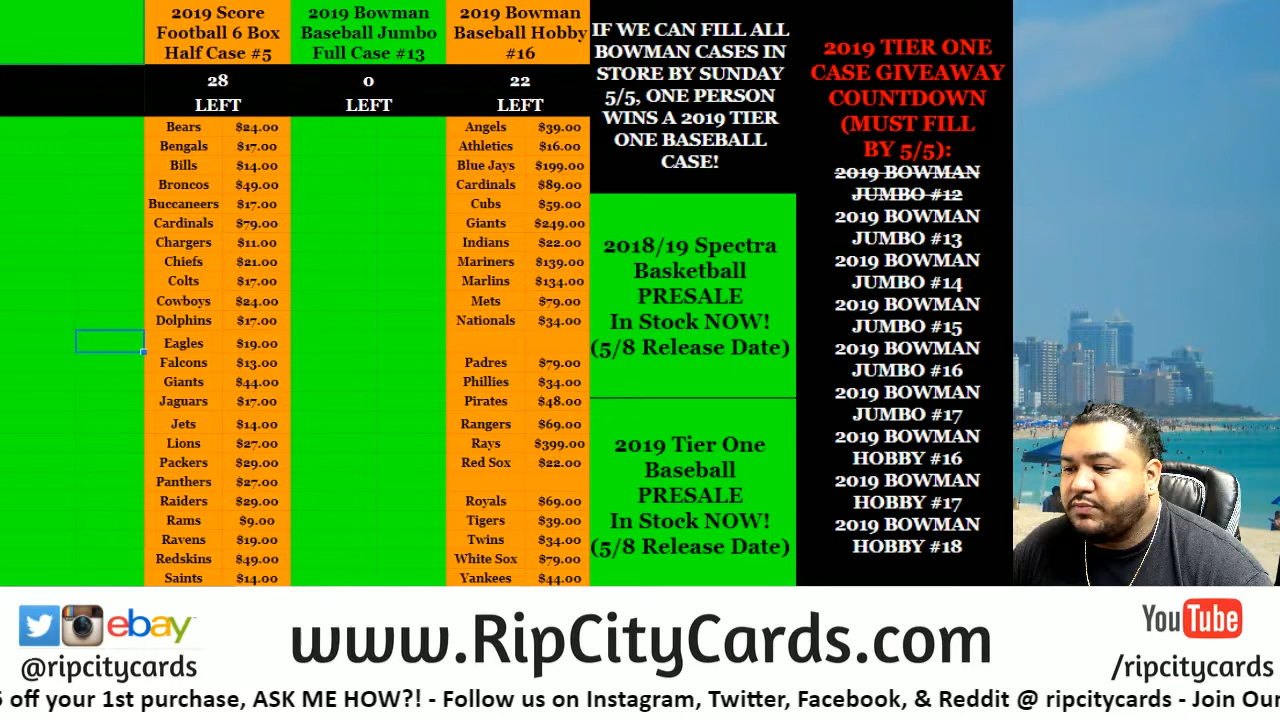 2019 Score
Football 6 Box
Half Case #5
28
LEFT
Bears $24.00
Bengals $17.00
Bills $14.00
Broncos $49.00
Buccaneers $17.00
Cardinals $79.00
Chargers $11.00
Chiefs $21.00
Colts $17.00
Cowboys $24.00
Dolphins $17.00
Eagles $19.00
Falcons $13.00
Giants $44.00
Jaguars $17.00
Jets $14.00
Lions $27.00
Packers $29.00
Panthers $27.00
Raiders $29.00
Rams $9.00
Ravens $19.00
Redskins $49.00
Saints $14.00
2019 Bowman
Baseball Jumbo
Full Case #13
0
LEFT
2019 Bowman
Baseball Hobby
#16
22
LEFT
Angels $39.00
Athletics $16.00
Blue Jays $199.00
Cardinals $89.00
Cubs $59.00
Giants $249.00
Indians $22.00
Mariners $139.00
Marlins $134.00
Mets $79.00
Nationals $34.00
Padres $79.00
Phillies $34.00
Pirates $48.00
Rangers $69.00
Rays $399.00
Red Sox $22.00
Royals $69.00
Tigers $39.00
Twins $34.00
White Sox $79.00
Yankees $44.00
IF WE CAN FILL ALL
BOWMAN CASES IN
STORE BY SUNDAY
5/5, ONE PERSON
WINS A 2019 TIER
ONE BASEBALL
CASE!
2018/19 Spectra
Basketball
PRESALE
In Stock NOW!
(5/8 Release Date)
2019 Tier One
Baseball
PRESALE
In Stock NOW!
(5/8 Release Date)
2019 TIER ONE
CASE GIVEAWAY
COUNTDOWN
(MUST FILL
BY 5/5):
2019 BOWMAN
JUMBO #12
2019 BOWMAN
JUMBO #13
2019 BOWMAN
JUMBO #14
2019 BOWMAN
JUMBO #15
2019 BOWMAN
JUMBO #16
2019 BOWMAN
JUMBO #17
2019 BOWMAN
HOBBY #16
2019 BOWMAN
HOBBY #17
2019 BOWMAN
HOBBY #18
ebay
@ripcitycards
www.RipCityCards.com
YouTube
/ripcitycards
off your 1st purchase, ASK ME HOW?! - Follow us on Instagram, Twitter, Facebook, & Reddit @ ripcitycards - Join Our